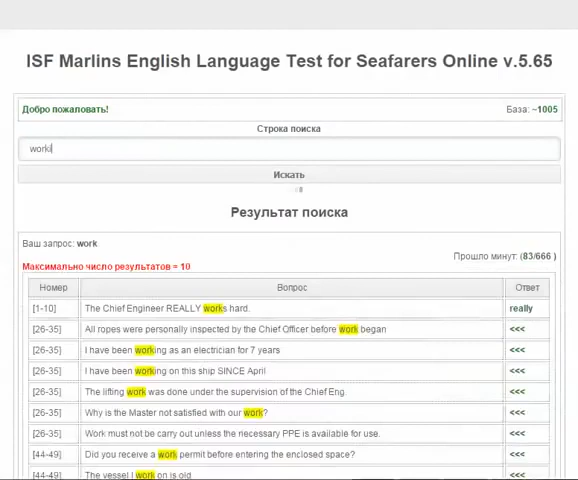 ISF Marlins English Language Test for Seafarers Online v.5.65
Добро пожаловать! База: ~1005
Строка поиска
worki
Искать
Результат поиска
Ваш запрос: work
Прошло минут: (83/666 )
Максимально число результатов = 10
Номер Вопрос Ответ
[1-10] The Chief Engineer REALLY works hard. really
[26-35] All ropes were personally inspected by the Chief Officer before work began <<<
[26-35] I have been working as an electrician for 7 years <<<
[26-35] I have been working on this ship SINCE April <<<
[26-35] The lifting work was done under the supervision of the Chief Eng. <<<
[26-35] Why is the Master not satisfied with our work? <<<
[26-35] Work must not be carry out unless the necessary PPE is available for use. <<<
[44-49] Did you receive a work permit before entering the enclosed space? <<<
[44-49] The vessel I work on is old <<<